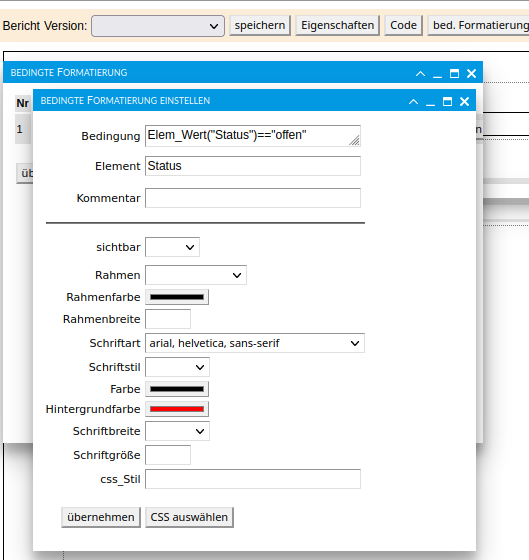 Bericht Version: speichern Eigenschaften Code bed. Formatierung
BEDINGTE FORMATIERUNG
Nr
BEDINGTE FORMATIERUNG EINSTELLEN
1
Bedingung Elem_Wert("Status")=="offen"
Element Status
Kommentar
sichtbar
Rahmen
Rahmenfarbe
Rahmenbreite
Schriftart arial, helvetica, sans-serif
Schriftstil
Farbe
Hintergrundfarbe
Schriftbreite
Schriftgröße
css_Stil
übernehmen CSS auswählen